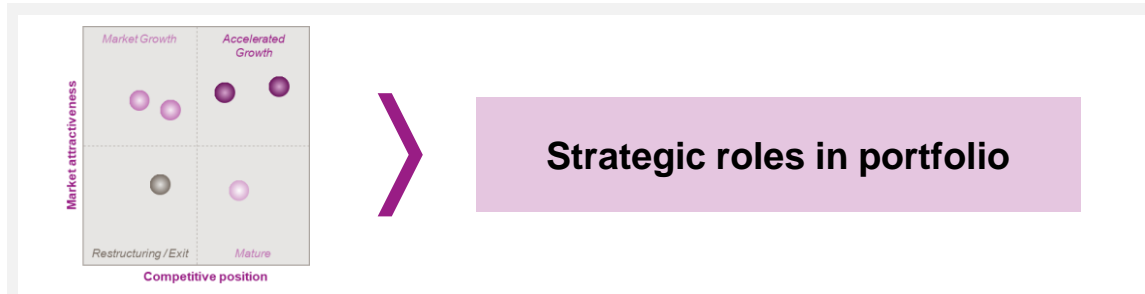 Market Growth
Accelerated
Growth
Market attractiveness
Strategic roles in portfolio
Restructuring / Exit
Mature
Competitive position